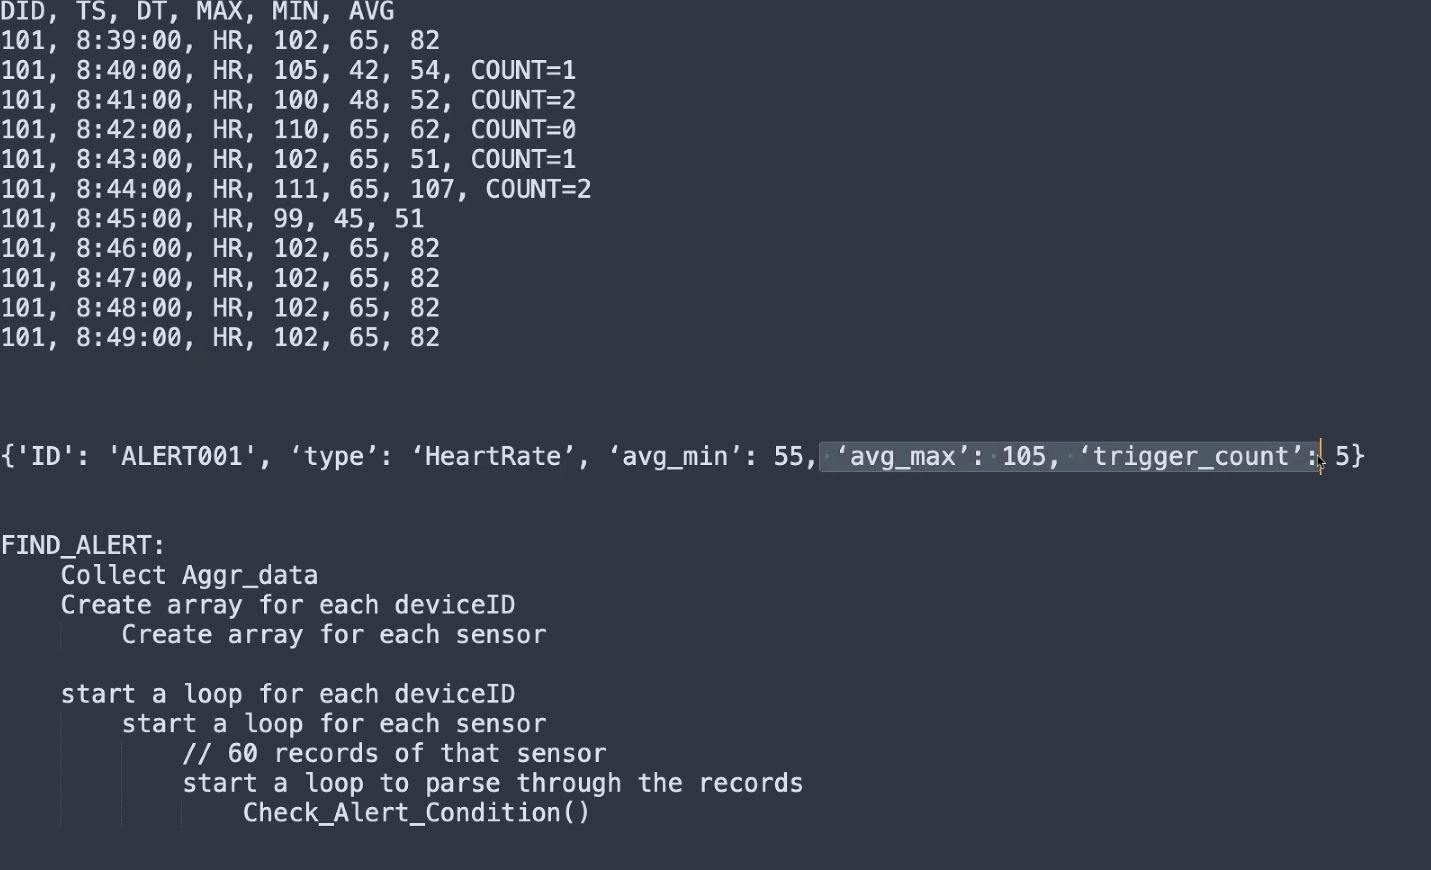 DID, TS, DT, MAX, MIN, AVG
101, 8:39:00, HR, 102, 65, 82
101, 8:40:00, HR, 105, 42, 54, COUNT=1
101, 8:41:00, HR, 100, 48, 52, COUNT=2
101, 8:42:00, HR, 110, 65, 62, COUNT=0
101, 8:43:00, HR, 102, 65, 51, COUNT=1
101, 8:44:00, HR, 111, 65, 107, COUNT=2
101, 8:45:00, HR, 99, 45, 51
101, 8:46:00, HR, 102, 65, 82
101, 8:47:00, HR, 102, 65, 82
101, 8:48:00, HR, 102, 65, 82
101, 8:49:00, HR, 102, 65, 82
{'ID': 'ALERT001', ‘type’: ‘HeartRate’, ‘avg_min’: 55, ‘avg_max’: 105, ‘trigger_count’: 5}
FIND_ALERT:
Collect Aggr_data
Create array for each deviceID
Create array for each sensor
start a loop for each deviceID
start a loop for each sensor
// 60 records of that sensor
start a loop to parse through the records
Check_Alert_Condition()